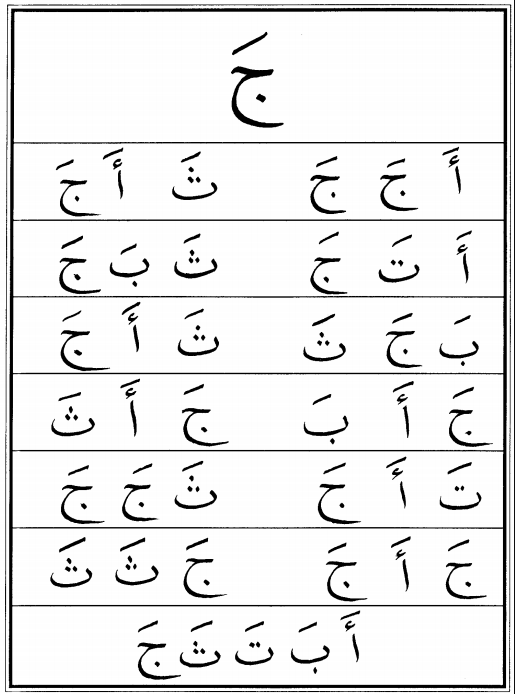 جَ
أَ جَ جَ ثَ أَ جَ
أَ تَ جَ ثَ بَ جَ
بَ جَ ثَ ثَ أَ جَ
جَ أَ بَ جَ أَ ثَ
تَ أَ جَ ثَ جَ جَ
جَ أَ جَ جَ ثَ ثَ
أَ بَ تَ ثَ جَ